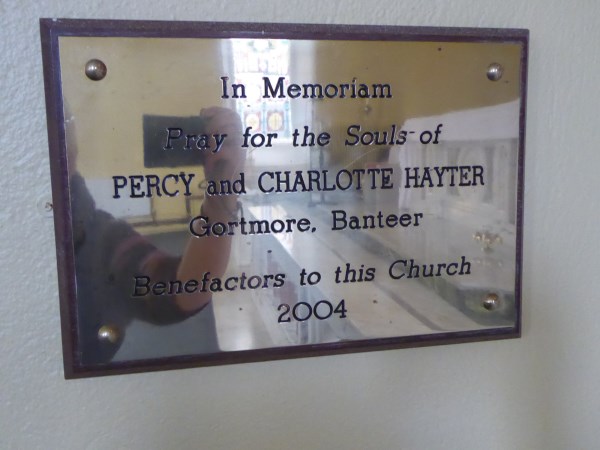 In Memoriam
Pray for the Souls of
PERCY and CHARLOTTE HAYTER
Gortmore, Banteer
Benefactors to this Church
2004